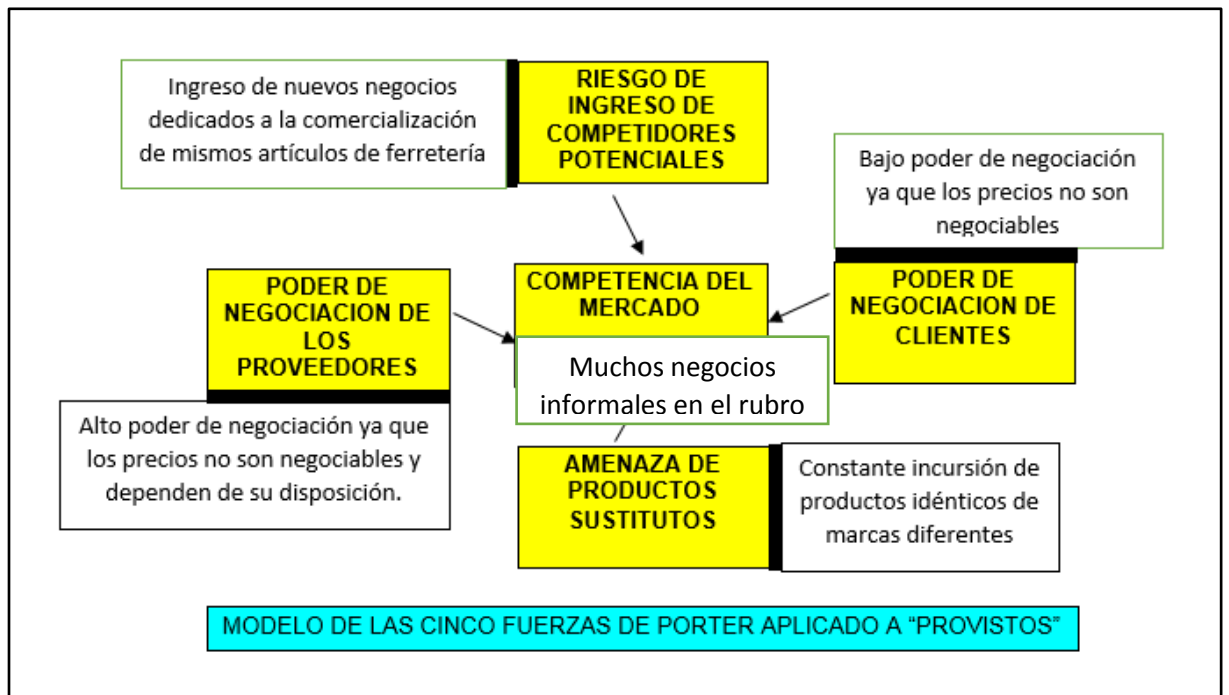 Ingreso de nuevos negocios
dedicados a la comercialización
de mismos artículos de ferretería
RIESGO DE
INGRESO DE
COMPETIDORES
POTENCIALES
Bajo poder de negociación
ya que los precios no son
negociables
PODER DE
NEGOCIACION DE
LOS
PROVEEDORES
COMPETENCIA DEL
MERCADO
PODER DE
NEGOCIACION DE
CLIENTES
Muchos negocios
informales en el rubro
Alto poder de negociación ya que
los precios no son negociables y
dependen de su disposición.
AMENAZA DE
PRODUCTOS
SUSTITUTOS
Constante incursión de
productos idénticos de
marcas diferentes
MODELO DE LAS CINCO FUERZAS DE PORTER APLICADO A “PROVISTOS”